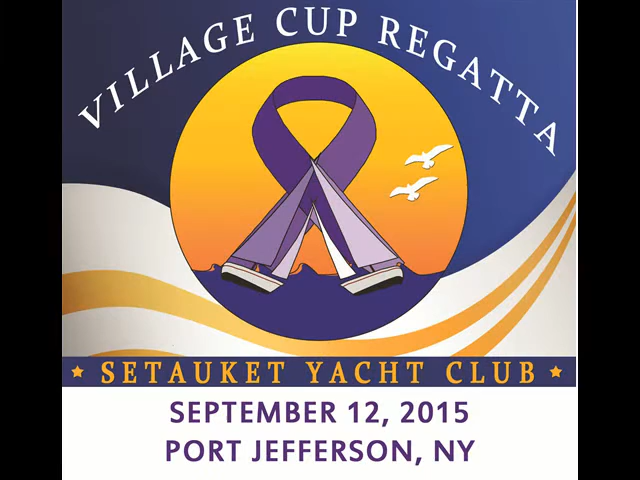 VILLAGE CUP REGATTA
SETAUKET YACHT CLUB
SEPTEMBER 12, 2015
PORT JEFFERSON, NY